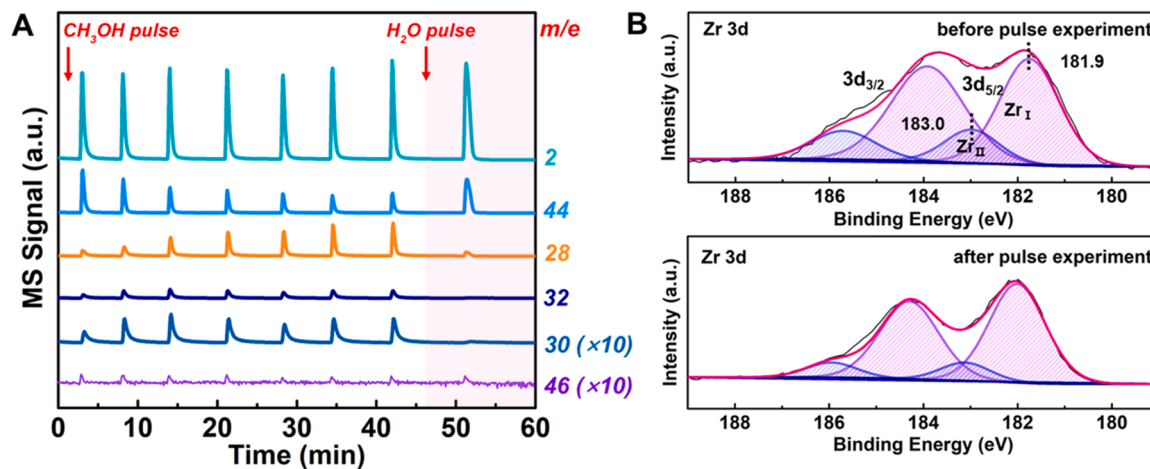 A
CH3OH pulse
H2O pulse
m/e
2
44
28
32
30 (×10)
46 (×10)
MS Signal (a.u.)
0 10 20 30 40 50 60
Time (min)
B
Zr 3d
before pulse experiment
181.9
3d3/2
3d5/2
ZrI
183.0
ZrII
Intensity (a.u.)
188 186 184 182 180
Binding Energy (eV)
Zr 3d
after pulse experiment
Intensity (a.u.)
188 186 184 182 180
Binding Energy (eV)